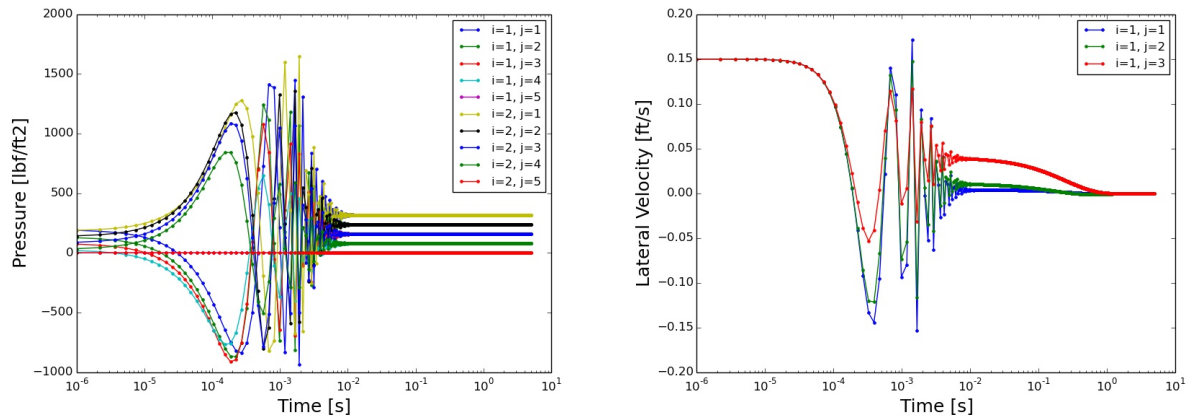 2000
1500
1000
500
0
−500
−1000
Pressure [lbf/ft2]
10⁻⁶ 10⁻⁵ 10⁻⁴ 10⁻³ 10⁻² 10⁻¹ 10⁰ 10¹
Time [s]
i=1, j=1
i=1, j=2
i=1, j=3
i=1, j=4
i=1, j=5
i=2, j=1
i=2, j=2
i=2, j=3
i=2, j=4
i=2, j=5
0.20
0.15
0.10
0.05
0.00
−0.05
−0.10
−0.15
−0.20
Lateral Velocity [ft/s]
10⁻⁶ 10⁻⁵ 10⁻⁴ 10⁻³ 10⁻² 10⁻¹ 10⁰ 10¹
Time [s]
i=1, j=1
i=1, j=2
i=1, j=3